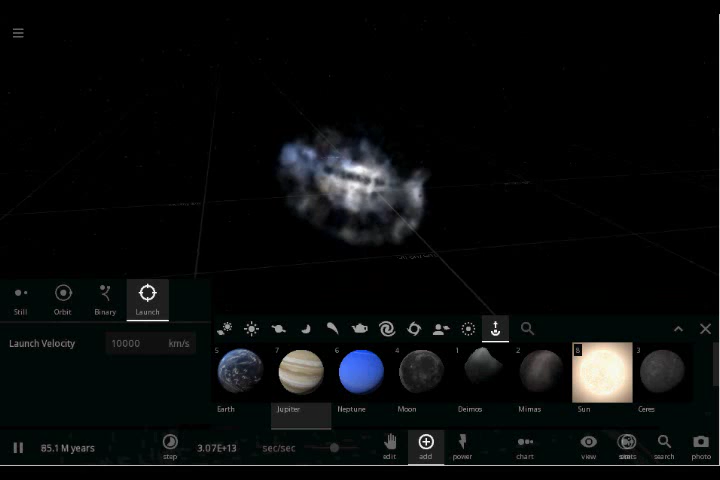 Still Orbit Binary Launch
Launch Velocity 10000 km/s
5 7 6 4 1 2 8 3
Earth Jupiter Neptune Moon Deimos Mimas Sun Ceres
85.1 M years step 3.07E+13 sec/sec edit add power chart view search photo